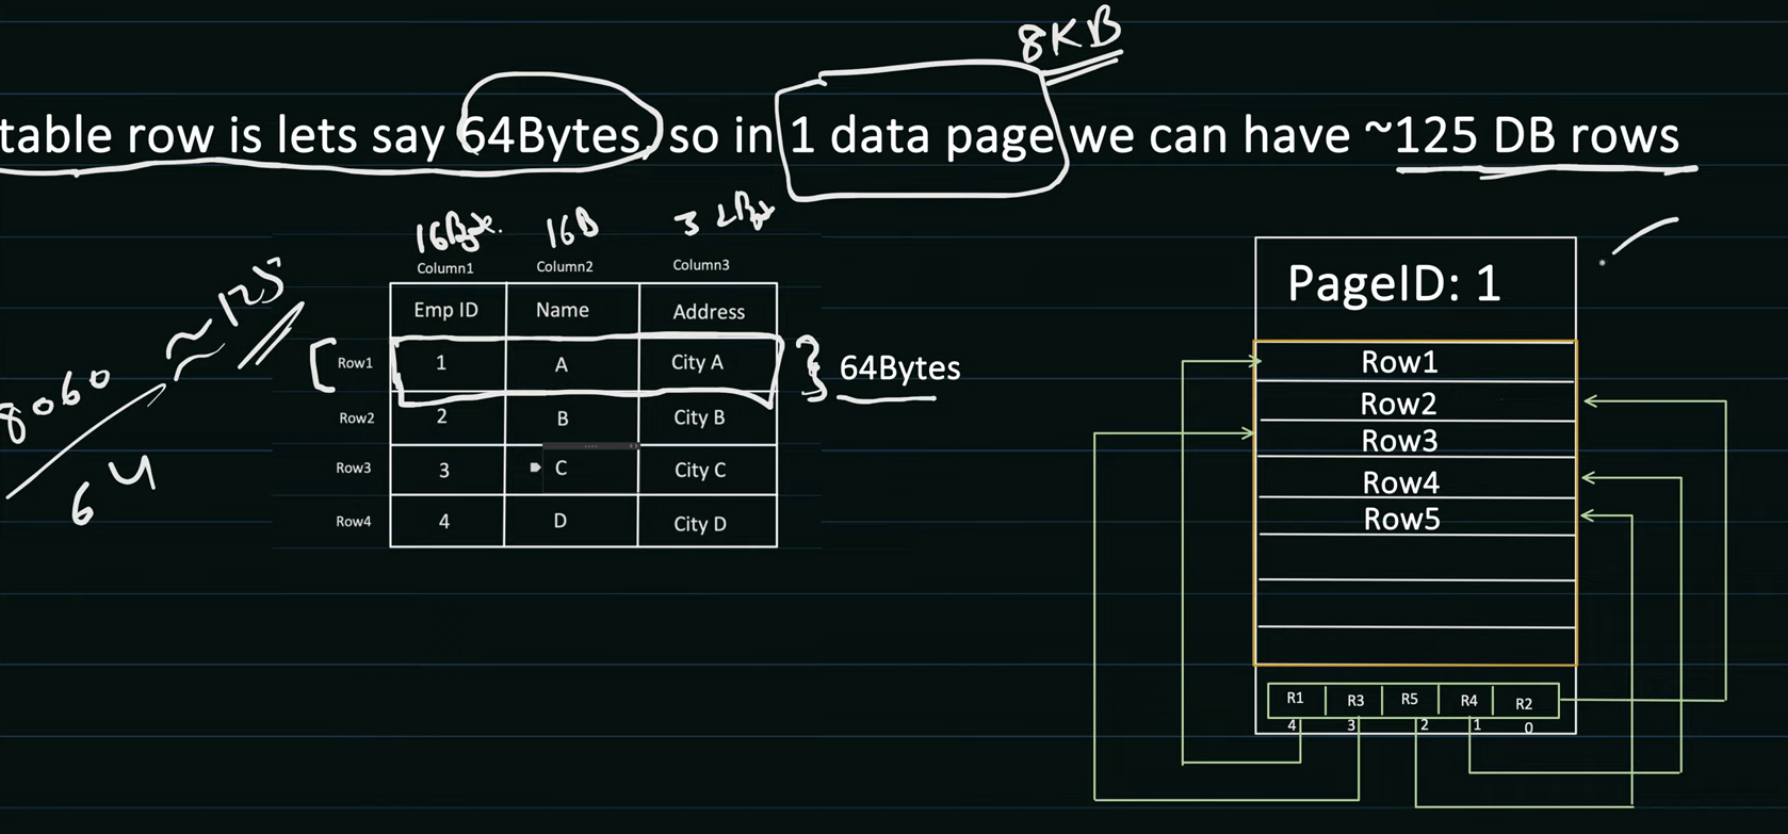 8KB
table row is lets say 64Bytes, so in 1 data page we can have ~125 DB rows
16Byte. 16B 32Byt
Column1 Column2 Column3
Emp ID Name Address
Row1 1 A City A
64Bytes
Row2 2 B City B
Row3 3 C City C
Row4 4 D City D
8060
64
≈125
PageID: 1
Row1
Row2
Row3
Row4
Row5
R1 R3 R5 R4 R2
4 3 2 1 0